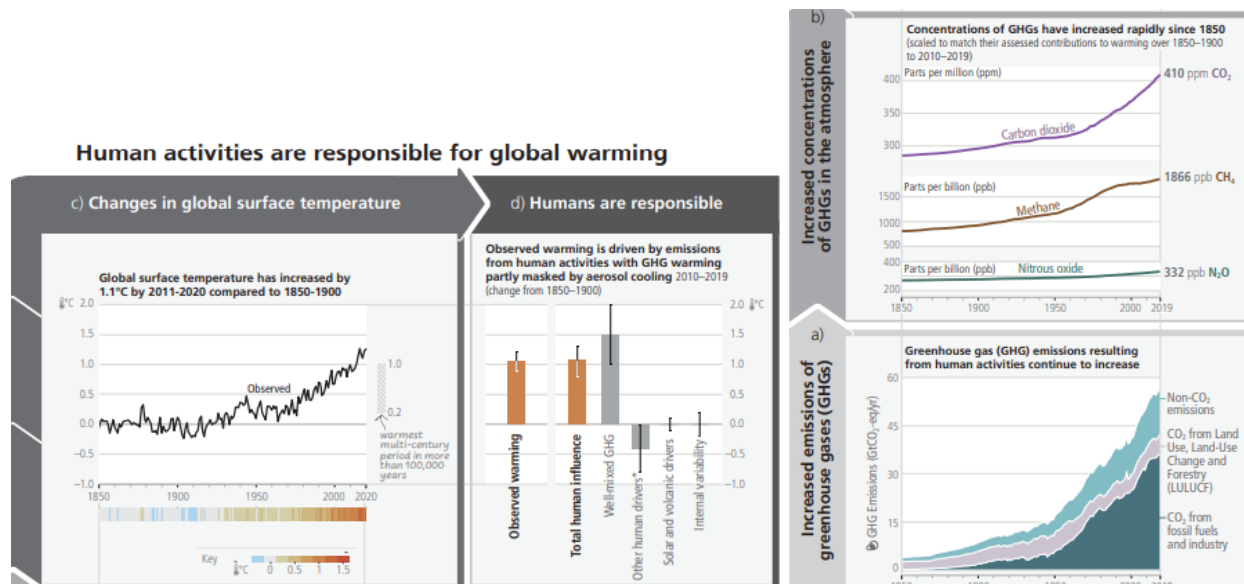 Human activities are responsible for global warming
c) Changes in global surface temperature
Global surface temperature has increased by
1.1°C by 2011-2020 compared to 1850-1900
°C
2.0
1.5
1.0
0.5
0.0
−0.5
−1.0
Observed
1.0
0.2
warmest
multi-century
period in more
than 100,000
years
1850
1900
1950
2000
2020
Key
°C
0
0.5
1.0
1.5
d) Humans are responsible
Observed warming is driven by emissions
from human activities with GHG warming
partly masked by aerosol cooling 2010–2019
(change from 1850–1900)
°C
2.0
1.5
1.0
0.5
0.0
−0.5
−1.0
Observed warming
Total human influence
Well-mixed GHG
Other human drivers*
Solar and volcanic drivers
Internal variability
b)
Increased concentrations
of GHGs in the atmosphere
Concentrations of GHGs have increased rapidly since 1850
(scaled to match their assessed contributions to warming over 1850–1900
to 2010–2019)
Parts per million (ppm)
400
350
300
Carbon dioxide
410 ppm CO₂
Parts per billion (ppb)
1500
1000
500
Methane
1866 ppb CH₄
Parts per billion (ppb)
400
200
Nitrous oxide
332 ppb N₂O
1850
1900
1950
2000
2019
a)
Increased emissions of
greenhouse gases (GHGs)
Greenhouse gas (GHG) emissions resulting
from human activities continue to increase
GHG Emissions (GtCO₂-eq/yr)
60
45
30
15
0
Non-CO₂
emissions
CO₂ from Land
Use, Land-Use
Change and
Forestry
(LULUCF)
CO₂ from
fossil fuels
and industry
1850
1900
1950
2000
2019